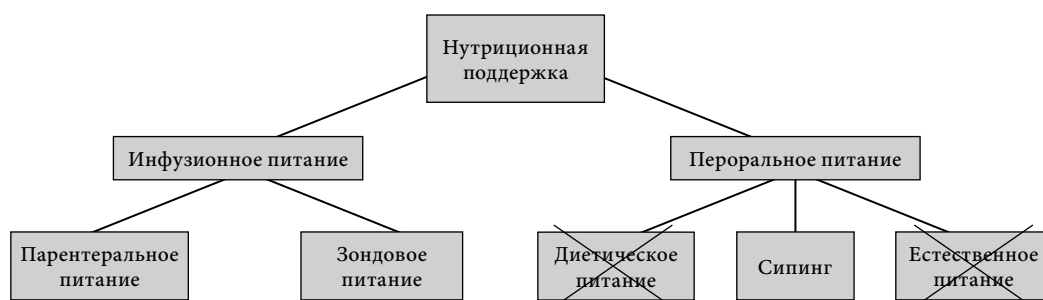 Нутриционная
поддержка
Инфузионное питание
Пероральное питание
Парентеральное
питание
Зондовое
питание
Диетическое
питание
Сипинг
Естественное
питание